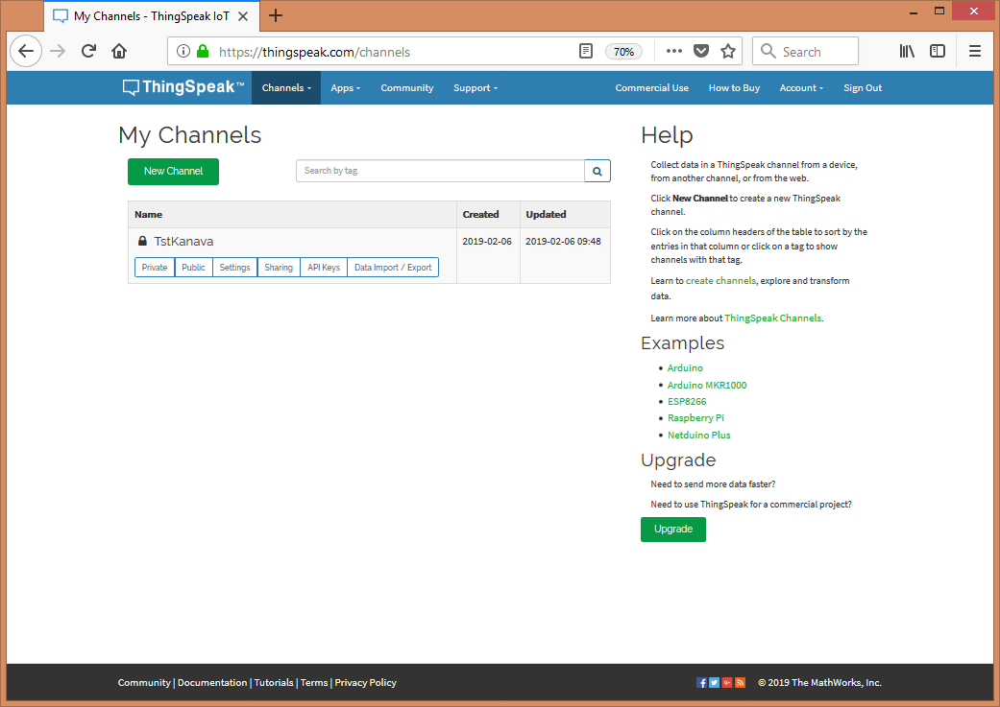 My Channels - ThingSpeak IoT
https://thingspeak.com/channels
70%
Search
ThingSpeak™
Channels
Apps
Community
Support
Commercial Use
How to Buy
Account
Sign Out
My Channels
New Channel
Search by tag
Name
Created
Updated
TstKanava
2019-02-06
2019-02-06 09:48
Private
Public
Settings
Sharing
API Keys
Data Import / Export
Help
Collect data in a ThingSpeak channel from a device,
from another channel, or from the web.
Click New Channel to create a new ThingSpeak
channel.
Click on the column headers of the table to sort by the
entries in that column or click on a tag to show
channels with that tag.
Learn to create channels, explore and transform
data.
Learn more about ThingSpeak Channels.
Examples
Arduino
Arduino MKR1000
ESP8266
Raspberry Pi
Netduino Plus
Upgrade
Need to send more data faster?
Need to use ThingSpeak for a commercial project?
Upgrade
Community | Documentation | Tutorials | Terms | Privacy Policy
© 2019 The MathWorks, Inc.